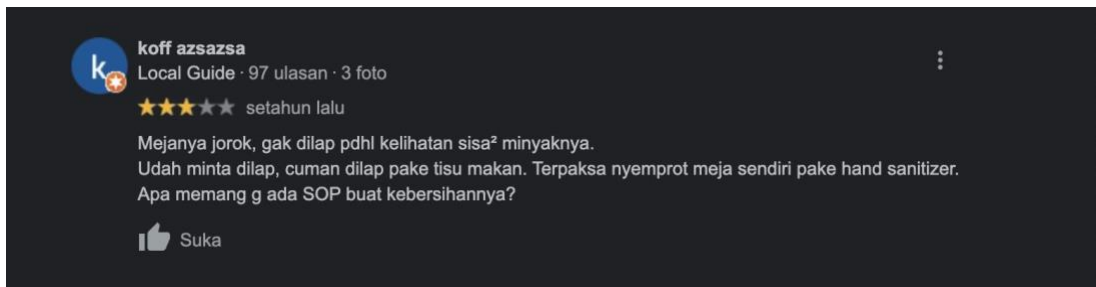 k
koff azsazsa
Local Guide · 97 ulasan · 3 foto
setahun lalu
Mejanya jorok, gak dilap pdhl kelihatan sisa² minyaknya.
Udah minta dilap, cuman dilap pake tisu makan. Terpaksa nyemprot meja sendiri pake hand sanitizer.
Apa memang g ada SOP buat kebersihannya?
Suka